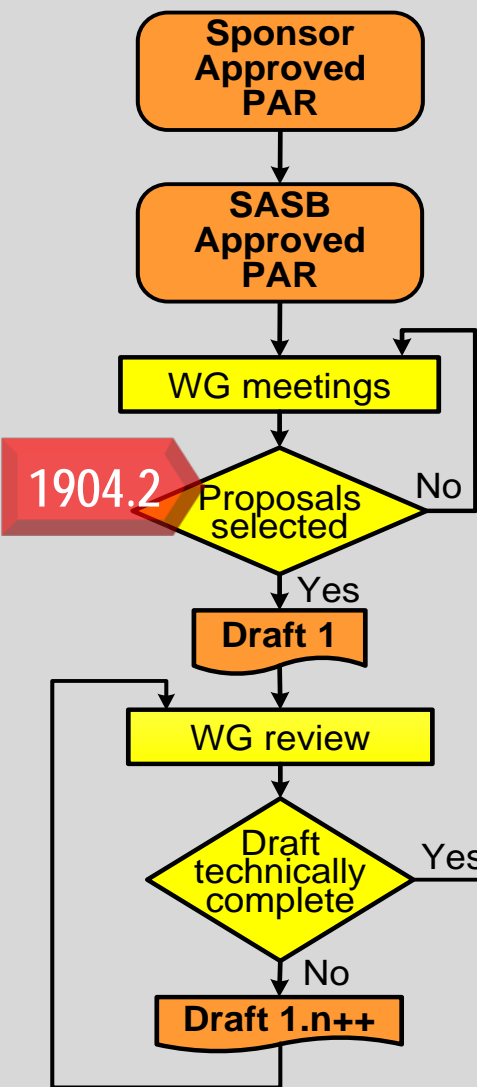 Sponsor
Approved
PAR
SASB
Approved
PAR
WG meetings
1904.2
Proposals
selected
No
Yes
Draft 1
WG review
Draft
technically
complete
Yes
No
Draft 1.n++